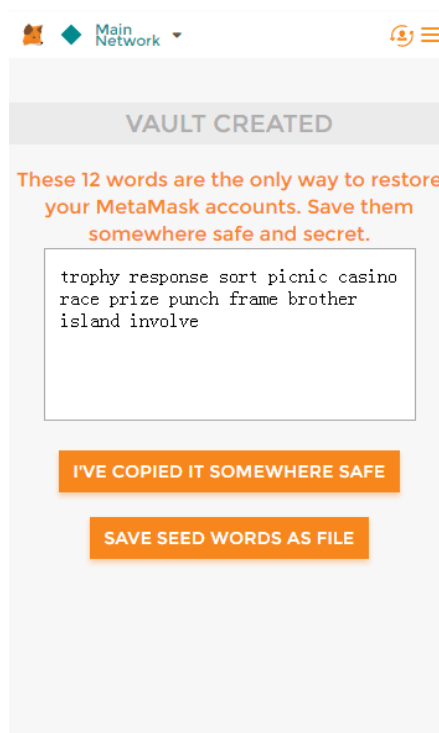 Main
Network
VAULT CREATED
These 12 words are the only way to restore
your MetaMask accounts. Save them
somewhere safe and secret.
trophy response sort picnic casino
race prize punch frame brother
island involve
I'VE COPIED IT SOMEWHERE SAFE
SAVE SEED WORDS AS FILE